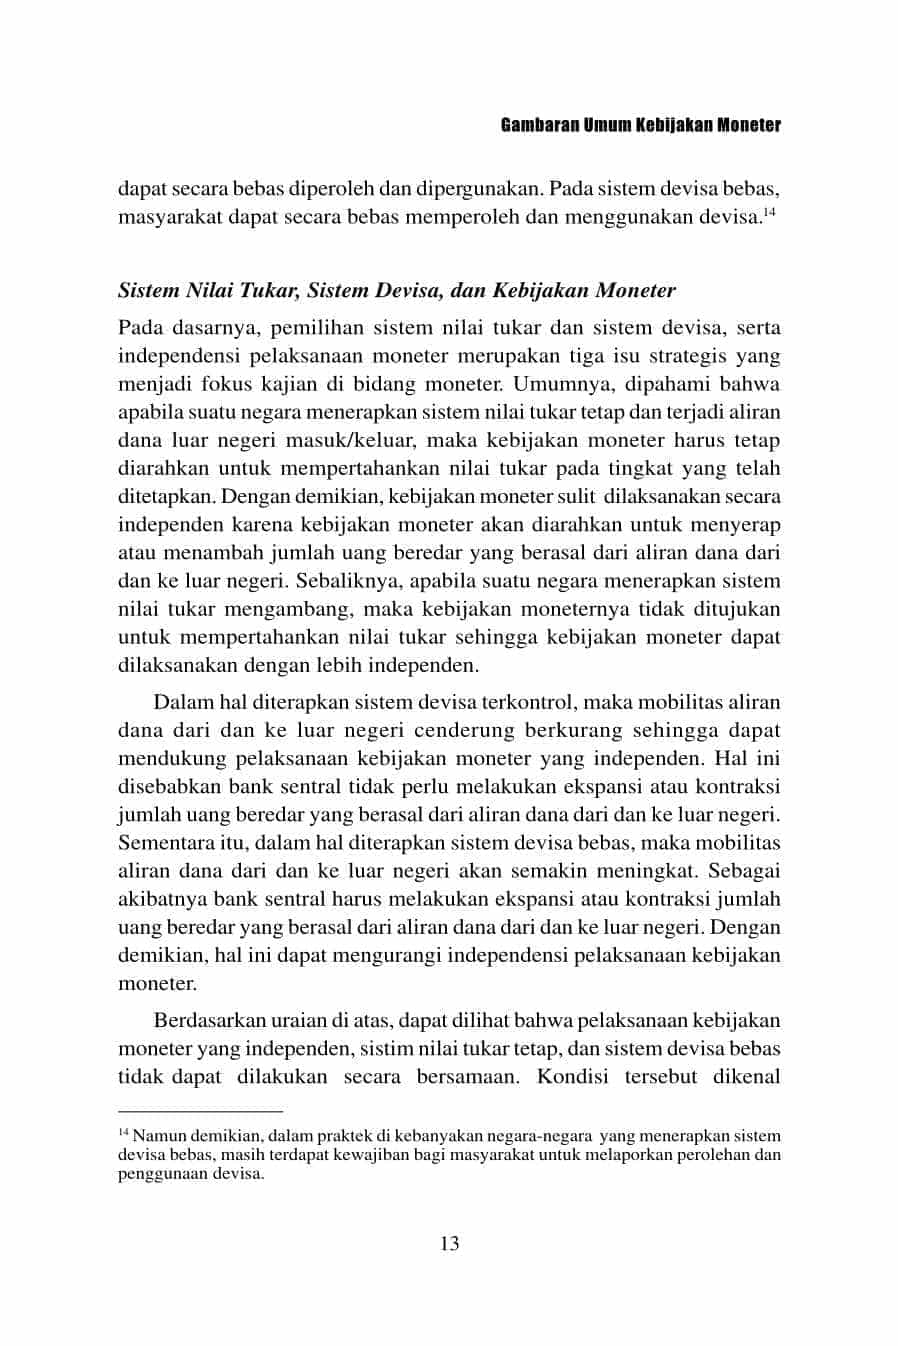 Gambaran Umum Kebijakan Moneter
dapat secara bebas diperoleh dan dipergunakan. Pada sistem devisa bebas,
masyarakat dapat secara bebas memperoleh dan menggunakan devisa.14
Sistem Nilai Tukar, Sistem Devisa, dan Kebijakan Moneter
Pada dasarnya, pemilihan sistem nilai tukar dan sistem devisa, serta
independensi pelaksanaan moneter merupakan tiga isu strategis yang
menjadi fokus kajian di bidang moneter. Umumnya, dipahami bahwa
apabila suatu negara menerapkan sistem nilai tukar tetap dan terjadi aliran
dana luar negeri masuk/keluar, maka kebijakan moneter harus tetap
diarahkan untuk mempertahankan nilai tukar pada tingkat yang telah
ditetapkan. Dengan demikian, kebijakan moneter sulit dilaksanakan secara
independen karena kebijakan moneter akan diarahkan untuk menyerap
atau menambah jumlah uang beredar yang berasal dari aliran dana dari
dan ke luar negeri. Sebaliknya, apabila suatu negara menerapkan sistem
nilai tukar mengambang, maka kebijakan moneternya tidak ditujukan
untuk mempertahankan nilai tukar sehingga kebijakan moneter dapat
dilaksanakan dengan lebih independen.
Dalam hal diterapkan sistem devisa terkontrol, maka mobilitas aliran
dana dari dan ke luar negeri cenderung berkurang sehingga dapat
mendukung pelaksanaan kebijakan moneter yang independen. Hal ini
disebabkan bank sentral tidak perlu melakukan ekspansi atau kontraksi
jumlah uang beredar yang berasal dari aliran dana dari dan ke luar negeri.
Sementara itu, dalam hal diterapkan sistem devisa bebas, maka mobilitas
aliran dana dari dan ke luar negeri akan semakin meningkat. Sebagai
akibatnya bank sentral harus melakukan ekspansi atau kontraksi jumlah
uang beredar yang berasal dari aliran dana dari dan ke luar negeri. Dengan
demikian, hal ini dapat mengurangi independensi pelaksanaan kebijakan
moneter.
Berdasarkan uraian di atas, dapat dilihat bahwa pelaksanaan kebijakan
moneter yang independen, sistim nilai tukar tetap, dan sistem devisa bebas
tidak dapat dilakukan secara bersamaan. Kondisi tersebut dikenal
14 Namun demikian, dalam praktek di kebanyakan negara-negara yang menerapkan sistem
devisa bebas, masih terdapat kewajiban bagi masyarakat untuk melaporkan perolehan dan
penggunaan devisa.
13